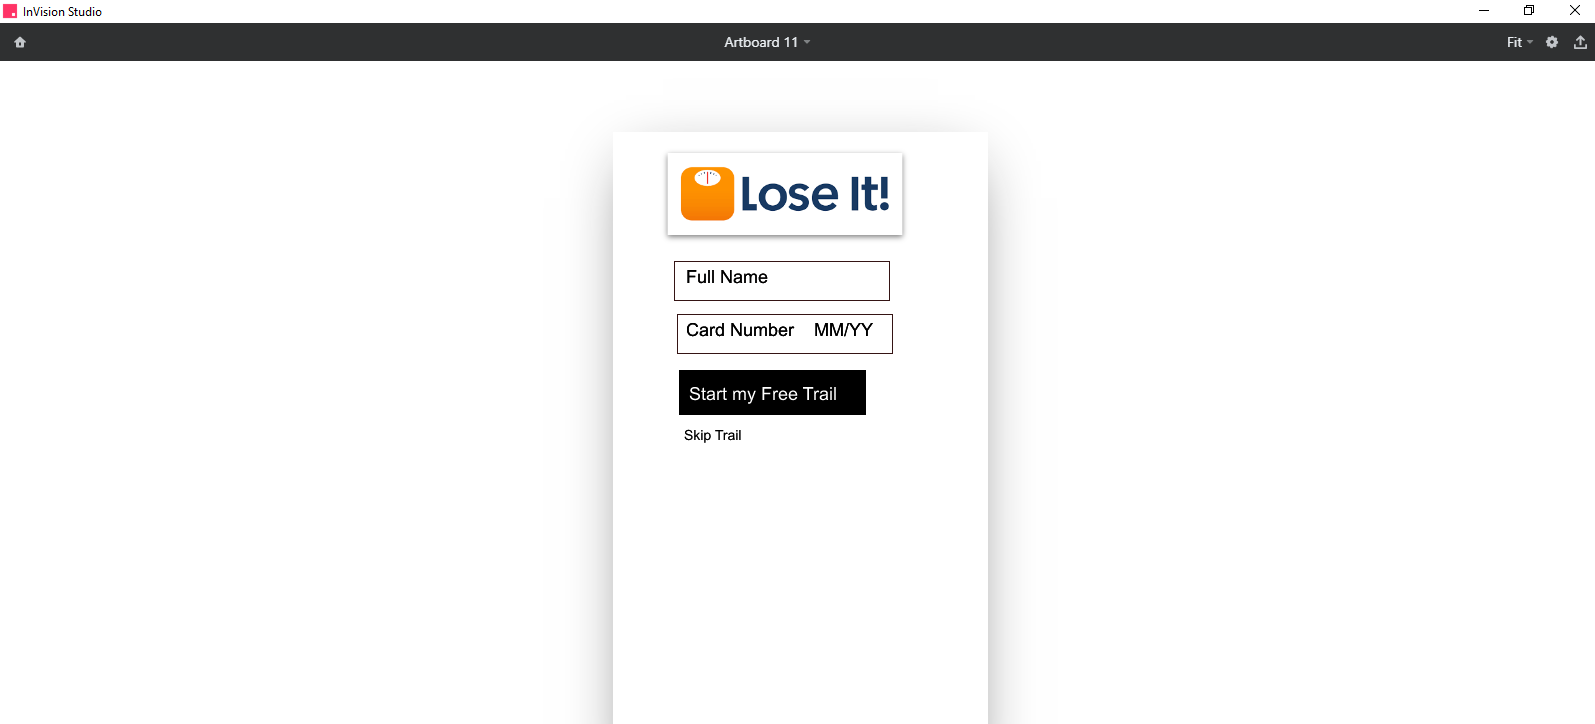 InVision Studio
Artboard 11
Fit
Lose It!
Full Name
Card Number MM/YY
Start my Free Trail
Skip Trail